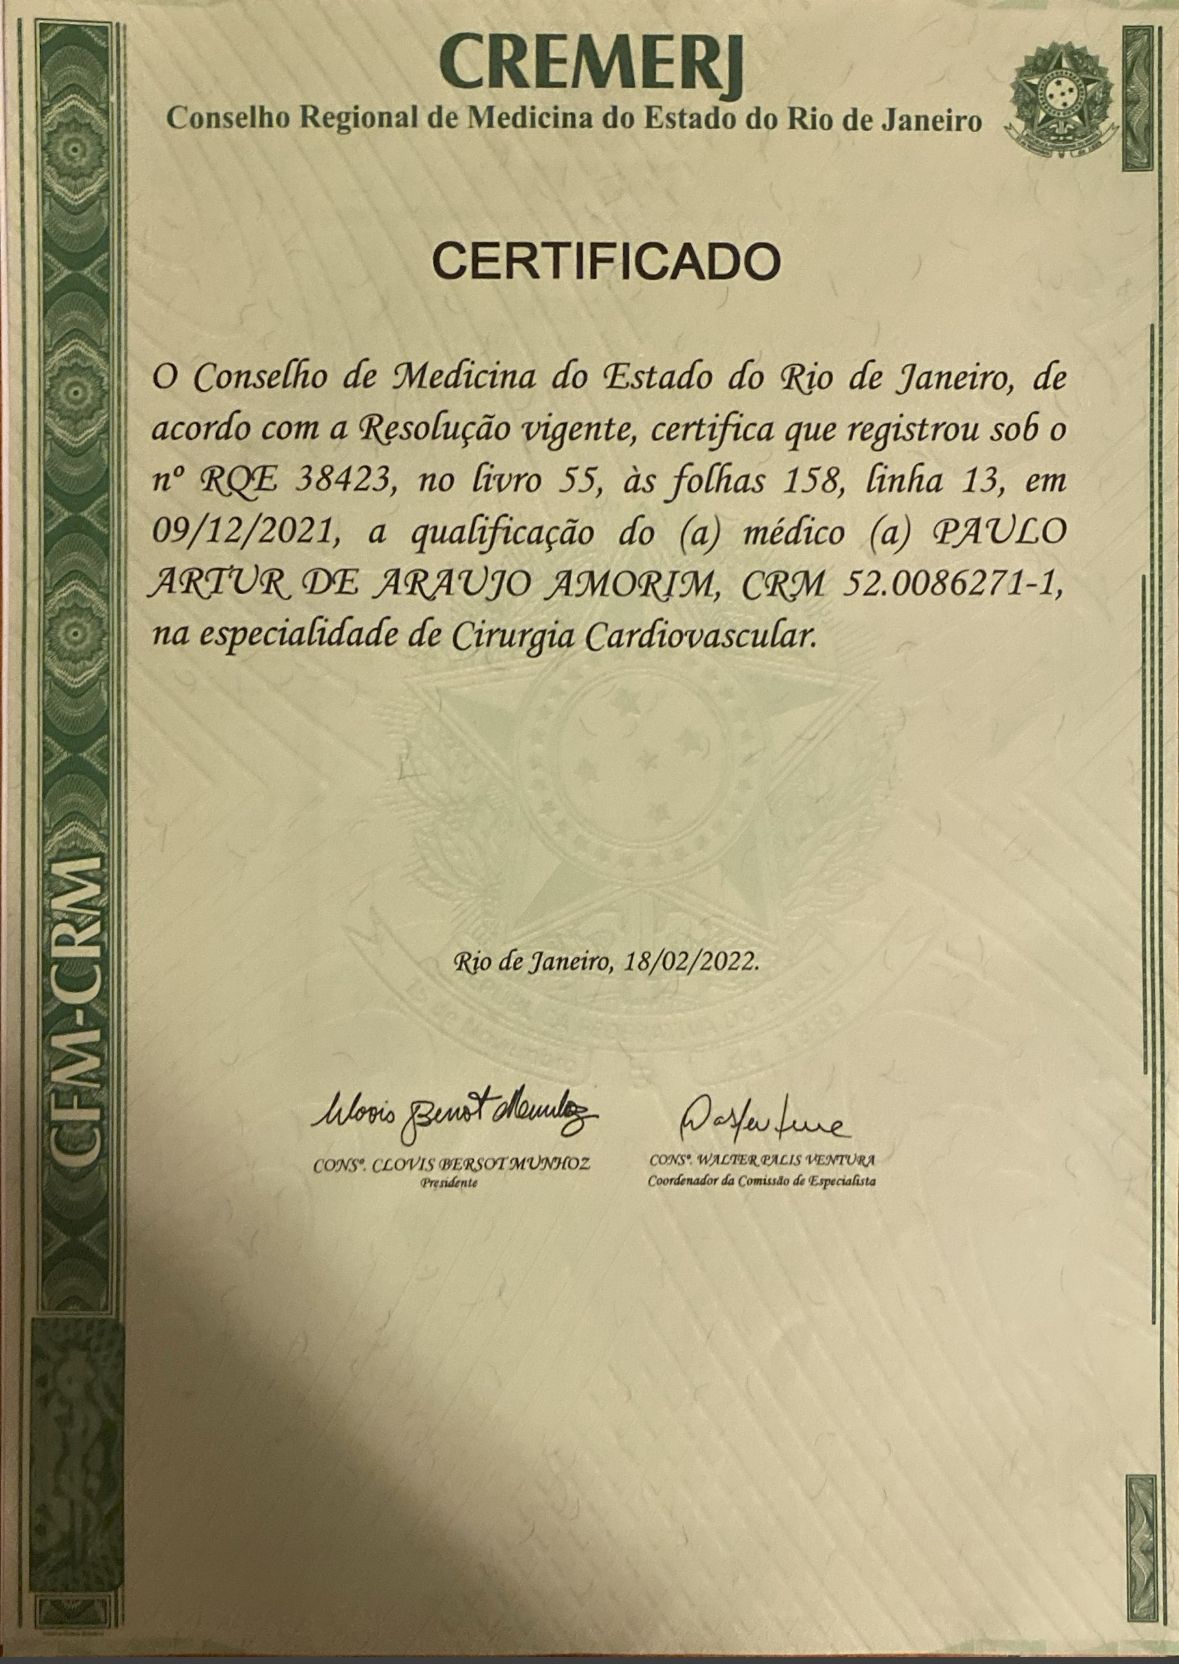 CREMERJ
Conselho Regional de Medicina do Estado do Rio de Janeiro
CERTIFICADO
O Conselho de Medicina do Estado do Rio de Janeiro, de
acordo com a Resolução vigente, certifica que registrou sob o
nº RQE 38423, no livro 55, às folhas 158, linha 13, em
09/12/2021, a qualificação do (a) médico (a) PAULO
ARTUR DE ARAUJO AMORIM, CRM 52.0086271-1,
na especialidade de Cirurgia Cardiovascular.
CFM-CRM
Rio de Janeiro, 18/02/2022.
CONSº. CLOVIS BERSOT MUNHOZ
Presidente
CONSº. WALTER PALIS VENTURA
Coordenador da Comissão de Especialista